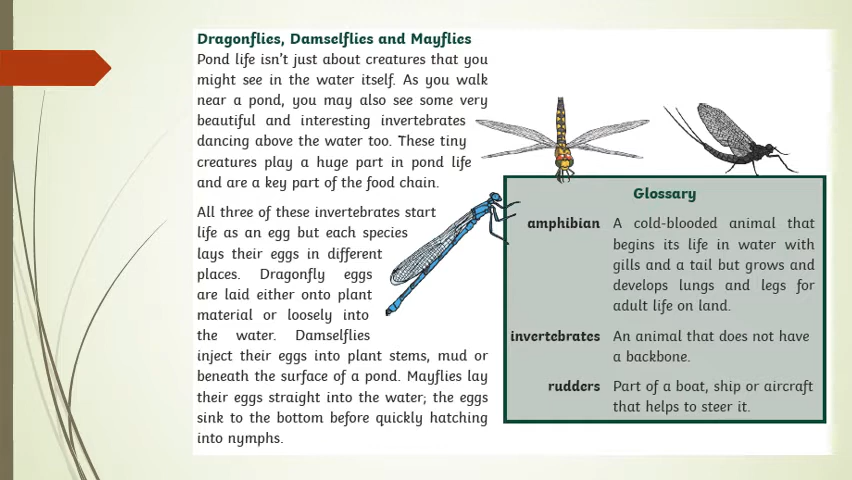 Dragonflies, Damselflies and Mayflies
Pond life isn't just about creatures that you
might see in the water itself. As you walk
near a pond, you may also see some very
beautiful and interesting invertebrates
dancing above the water too. These tiny
creatures play a huge part in pond life
and are a key part of the food chain.
All three of these invertebrates start
life as an egg but each species
lays their eggs in different
places. Dragonfly eggs
are laid either onto plant
material or loosely into
the water. Damselflies
inject their eggs into plant stems, mud or
beneath the surface of a pond. Mayflies lay
their eggs straight into the water; the eggs
sink to the bottom before quickly hatching
into nymphs.
Glossary
amphibian A cold-blooded animal that
begins its life in water with
gills and a tail but grows and
develops lungs and legs for
adult life on land.
invertebrates An animal that does not have
a backbone.
rudders Part of a boat, ship or aircraft
that helps to steer it.